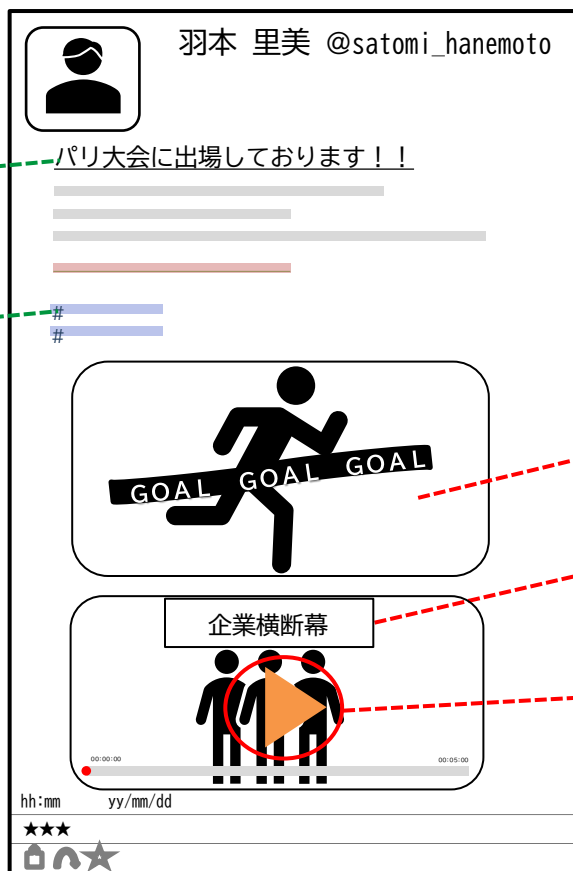 羽本 里美 @satomi_hanemoto
パリ大会に出場しております！！
#
#
GOAL GOAL GOAL
企業横断幕
00:00:00 00:05:00
hh:mm yy/mm/dd
★★★